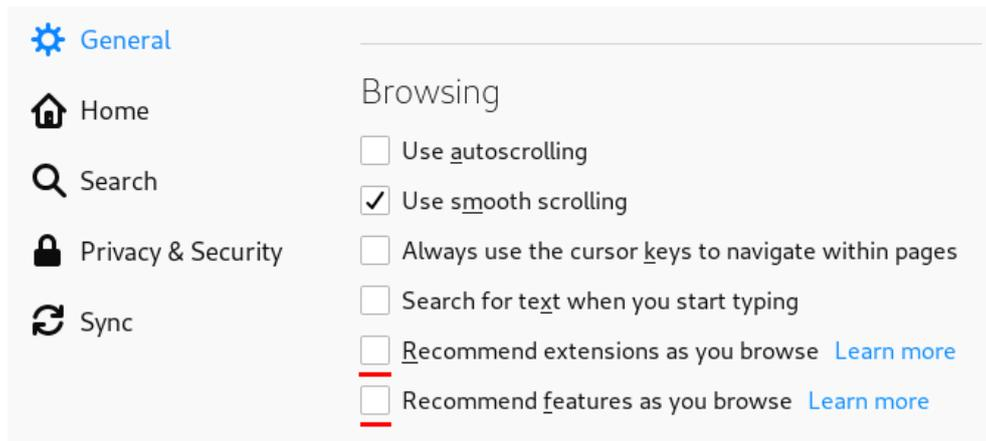 General
Home
Search
Privacy & Security
Sync
Browsing
Use autoscrolling
Use smooth scrolling
Always use the cursor keys to navigate within pages
Search for text when you start typing
Recommend extensions as you browse Learn more
Recommend features as you browse Learn more